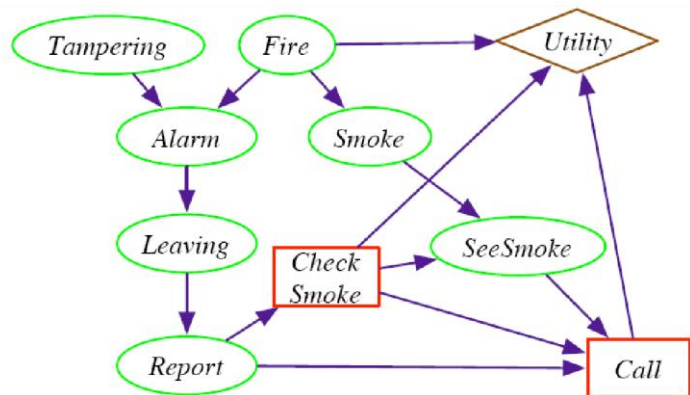 Tampering
Fire
Utility
Alarm
Smoke
Leaving
Check
Smoke
SeeSmoke
Report
Call